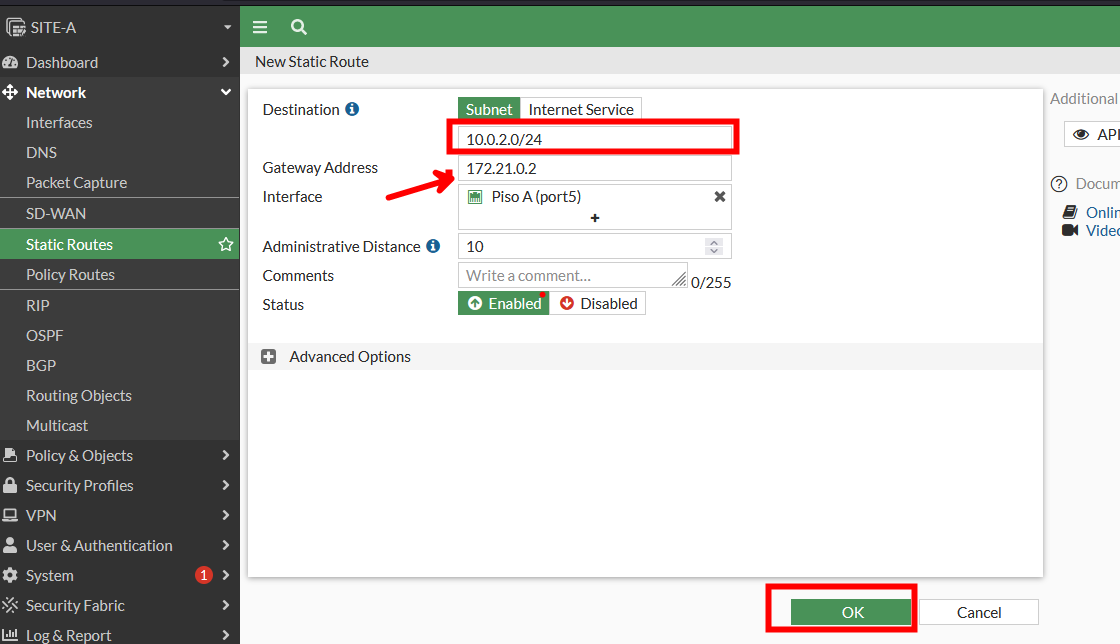 SITE-A
Dashboard
Network
Interfaces
DNS
Packet Capture
SD-WAN
Static Routes
Policy Routes
RIP
OSPF
BGP
Routing Objects
Multicast
Policy & Objects
Security Profiles
VPN
User & Authentication
System 1
Security Fabric
Log & Report
New Static Route
Destination Subnet Internet Service
10.0.2.0/24
Gateway Address 172.21.0.2
Interface Piso A (port5)
Administrative Distance 10
Comments Write a comment... 0/255
Status Enabled Disabled
Advanced Options
OK Cancel
Additional
API
Docum
Onlin
Video